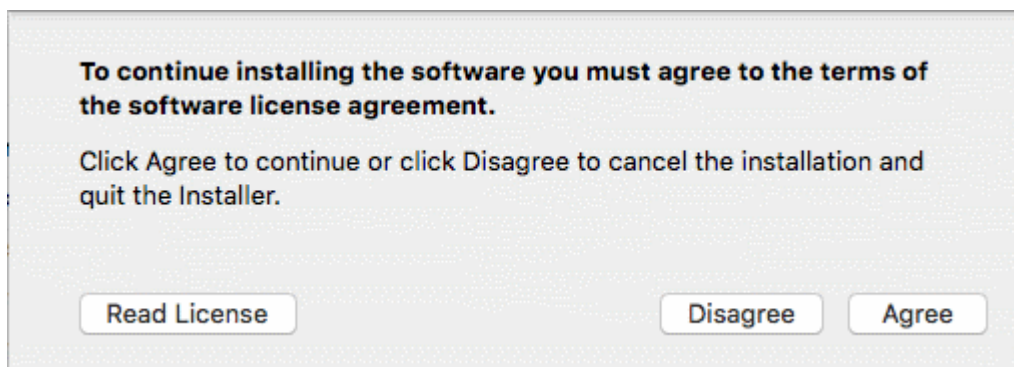 To continue installing the software you must agree to the terms of
the software license agreement.
Click Agree to continue or click Disagree to cancel the installation and
quit the Installer.
Read License
Disagree
Agree